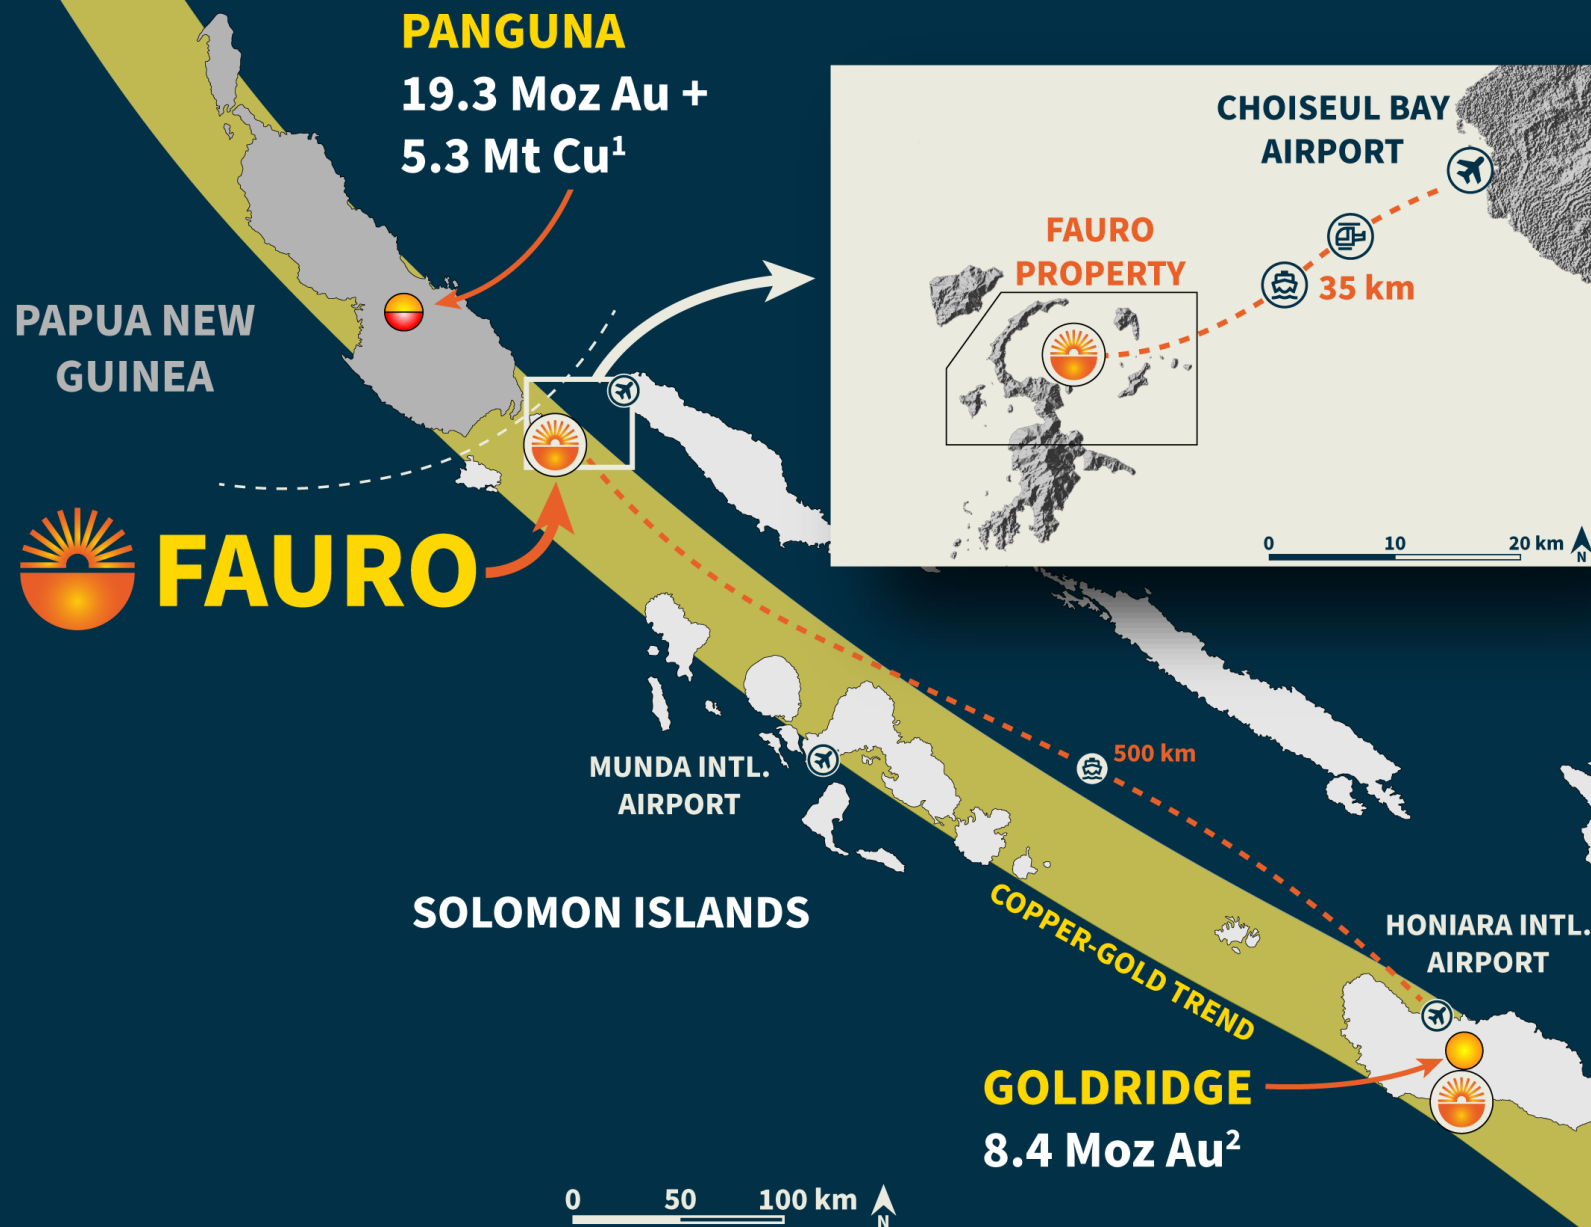 PANGUNA
19.3 Moz Au +
5.3 Mt Cu¹
CHOISEUL BAY
AIRPORT
FAURO
PROPERTY
35 km
0 10 20 km
N
PAPUA NEW
GUINEA
FAURO
500 km
MUNDA INTL.
AIRPORT
SOLOMON ISLANDS
COPPER-GOLD TREND
HONIARA INTL.
AIRPORT
GOLDRIDGE
8.4 Moz Au²
0 50 100 km
N